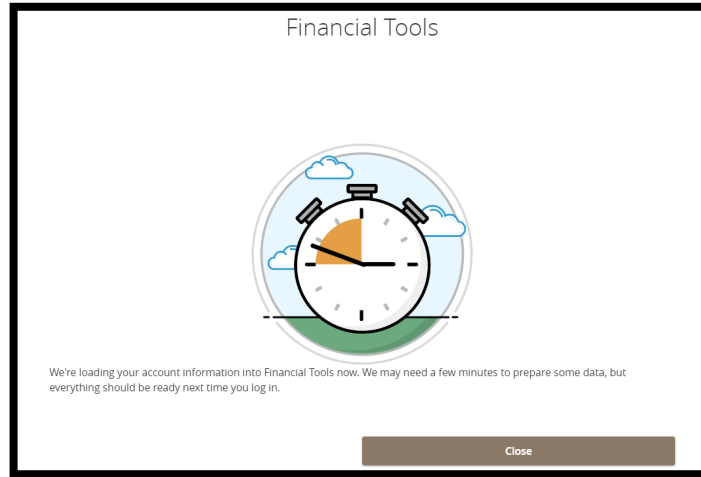 Financial Tools
We're loading your account information into Financial Tools now. We may need a few minutes to prepare some data, but
everything should be ready next time you log in.
Close